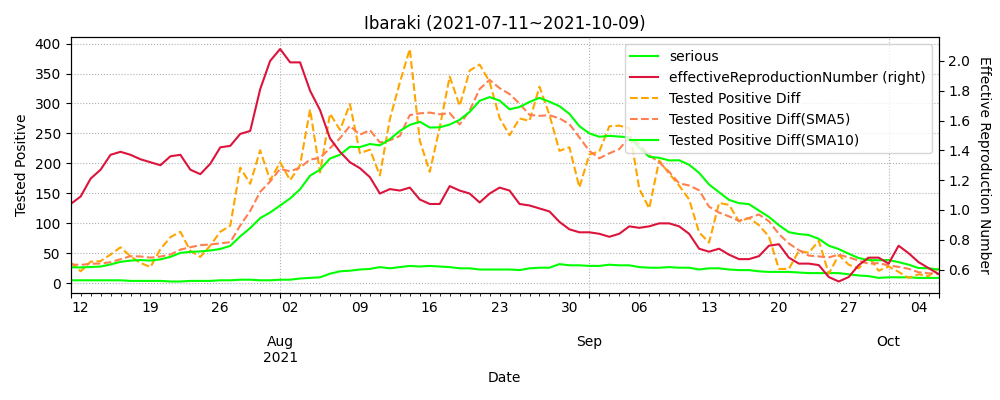 Ibaraki (2021-07-11~2021-10-09)
serious
effectiveReproductionNumber (right)
Tested Positive Diff
Tested Positive Diff(SMA5)
Tested Positive Diff(SMA10)
Tested Positive
400
350
300
250
200
150
100
50
0
Effective Reproduction Number
2.0
1.8
1.6
1.4
1.2
1.0
0.8
0.6
12 19 26 02 09 16 23 30 06 13 20 27 04
Aug Sep Oct
2021
Date